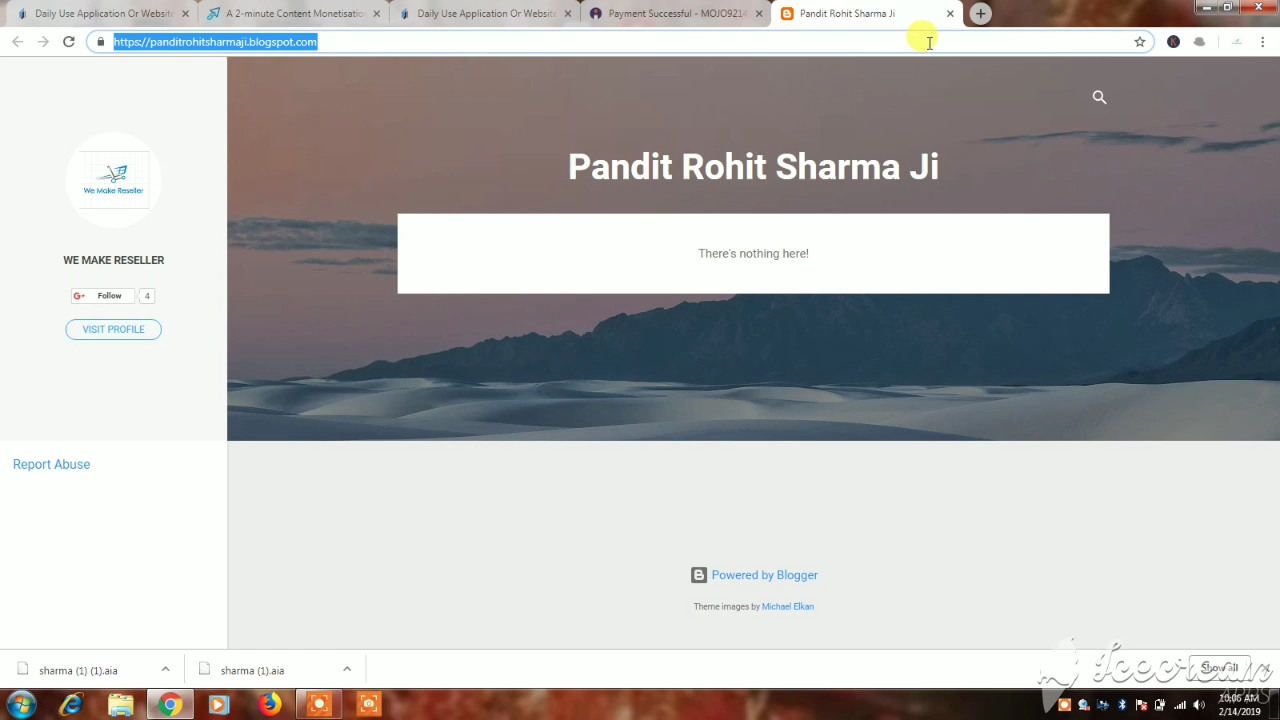 Daily Use Application Or Website
A 2-minute Content Monetisation
Daily Use Application Or Website
Payment Successful - MOJO9214
Pandit Rohit Sharma Ji
https://panditrohitsharmaji.blogspot.com
We Make Reseller
WE MAKE RESELLER
G+ Follow 4
VISIT PROFILE
Report Abuse
Pandit Rohit Sharma Ji
There's nothing here!
Powered by Blogger
Theme images by Michael Elkan
sharma (1) (1).aia
sharma (1).aia
Show all
APPS
10:06 AM
2/14/2019